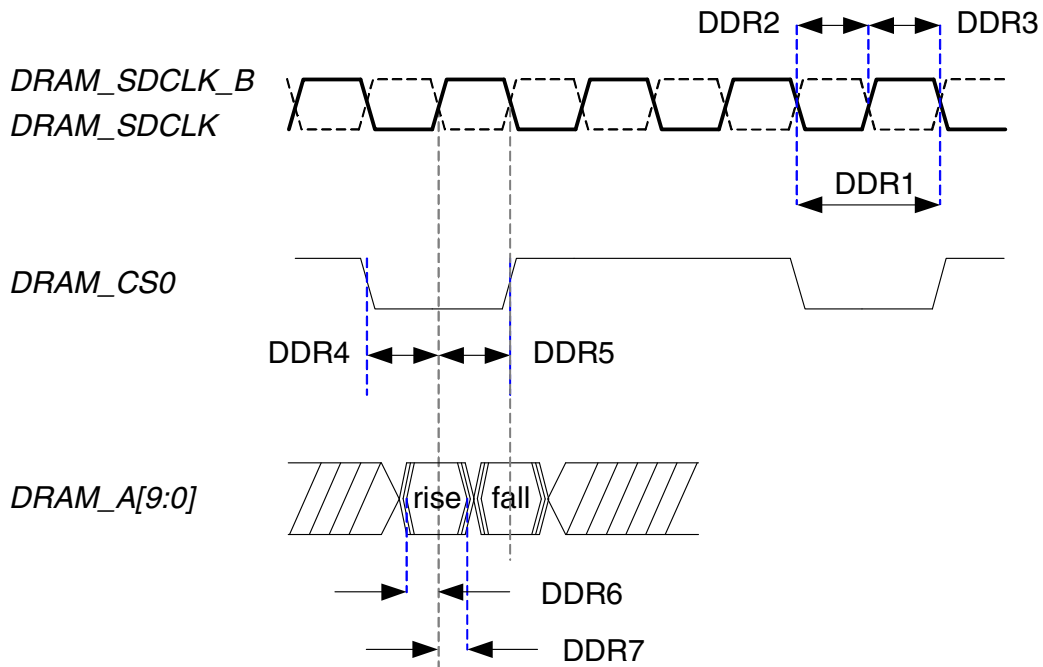 DDR2 DDR3
DRAM_SDCLK_B
DRAM_SDCLK
DDR1
DRAM_CS0
DDR4 DDR5
DRAM_A[9:0] rise fall
DDR6
DDR7